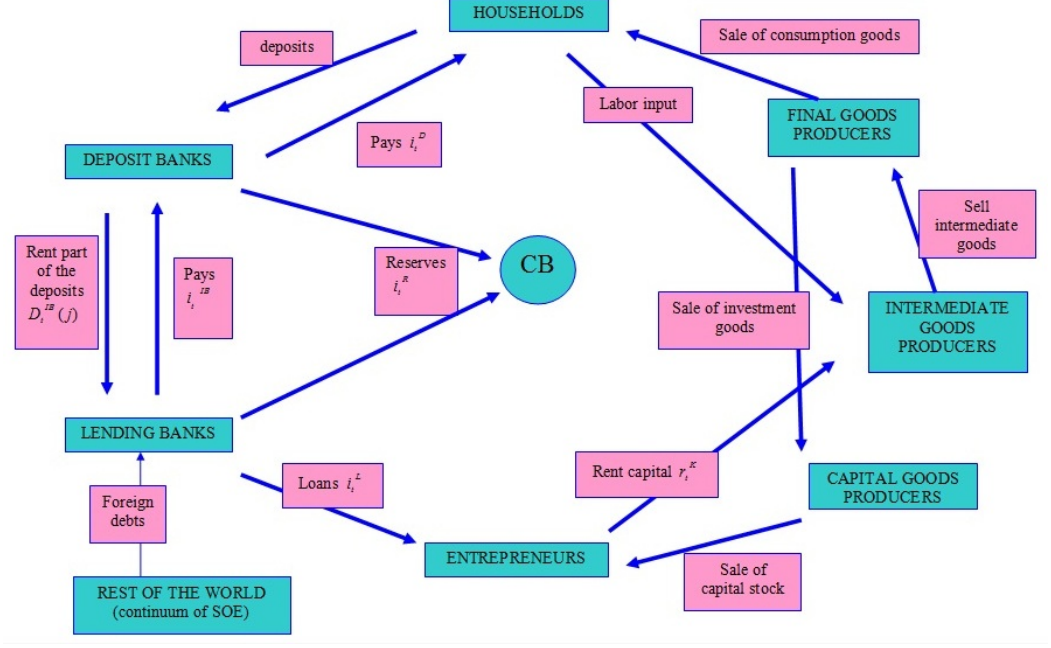 HOUSEHOLDS
deposits
Sale of consumption goods
Labor input
FINAL GOODS
PRODUCERS
Pays i_t^D
DEPOSIT BANKS
Sell
intermediate
goods
Rent part
of the
deposits
D_t^{IB}(j)
Pays
i_t^{IB}
Reserves
i_t^R
CB
Sale of investment
goods
INTERMEDIATE
GOODS
PRODUCERS
LENDING BANKS
Loans i_t^L
Rent capital r_t^K
CAPITAL GOODS
PRODUCERS
Foreign
debts
ENTREPRENEURS
Sale of
capital stock
REST OF THE WORLD
(continuum of SOE)